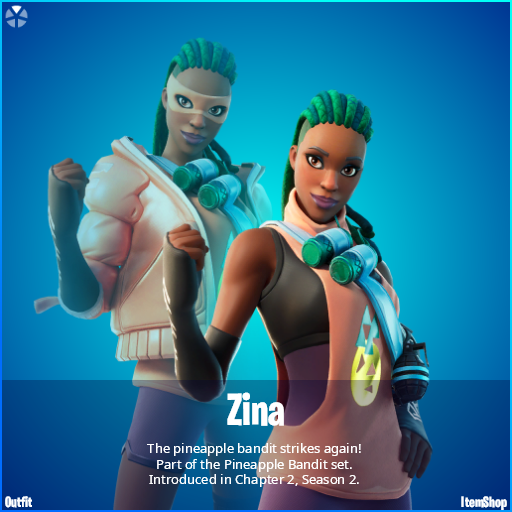 Zina
The pineapple bandit strikes again!
Part of the Pineapple Bandit set.
Introduced in Chapter 2, Season 2.
Outfit
ItemShop